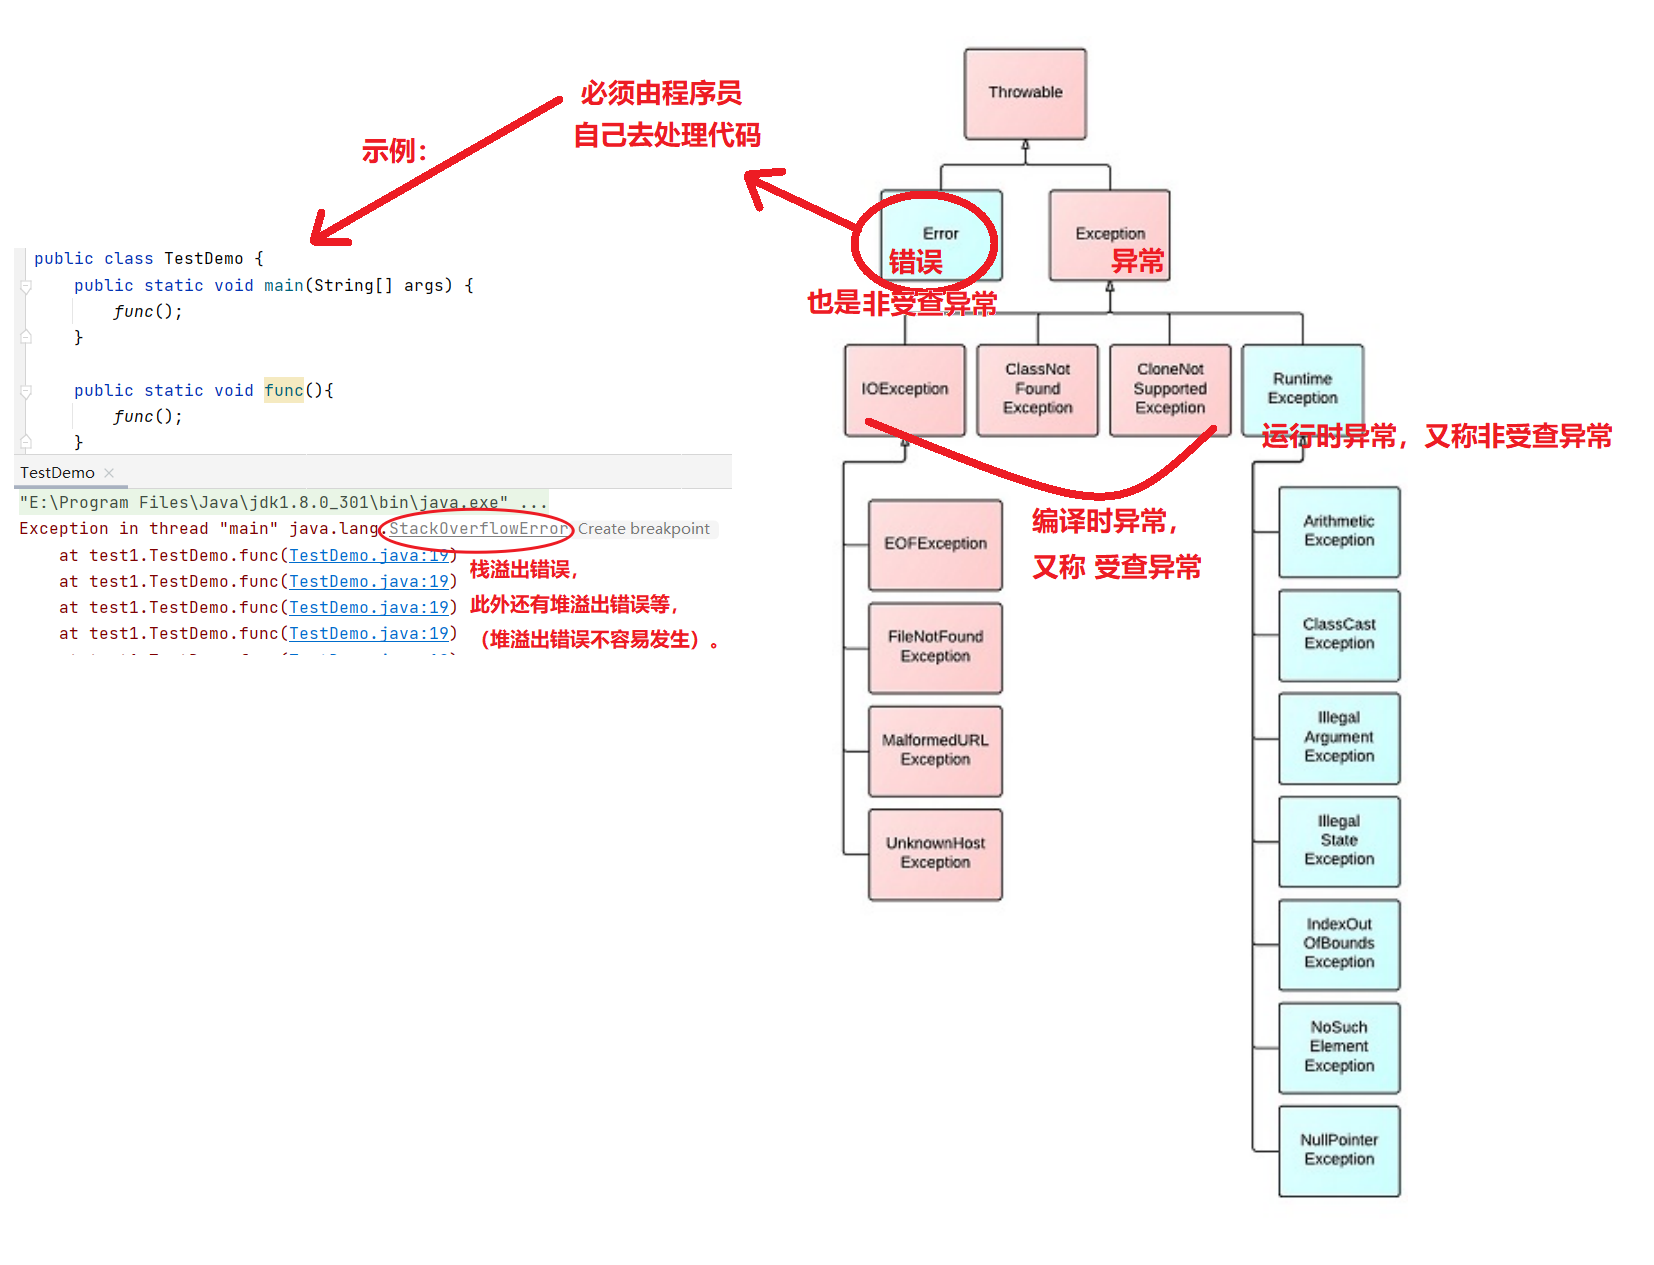 必须由程序员
自己去处理代码
示例：
public class TestDemo {
public static void main(String[] args) {
func();
}
public static void func(){
func();
}
TestDemo ×
"E:\Program Files\Java\jdk1.8.0_301\bin\java.exe" ...
Exception in thread "main" java.lang.StackOverflowError Create breakpoint
at test1.TestDemo.func(TestDemo.java:19)
at test1.TestDemo.func(TestDemo.java:19)
at test1.TestDemo.func(TestDemo.java:19)
at test1.TestDemo.func(TestDemo.java:19)
栈溢出错误，
此外还有堆溢出错误等，
（堆溢出错误不容易发生）。
Throwable
Error
错误
也是非受查异常
Exception
异常
IOException
ClassNot
Found
Exception
CloneNot
Supported
Exception
Runtime
Exception
运行时异常，又称非受查异常
编译时异常，
又称 受查异常
EOFException
FileNotFound
Exception
MalformedURL
Exception
UnknownHost
Exception
Arithmetic
Exception
ClassCast
Exception
Illegal
Argument
Exception
Illegal
State
Exception
IndexOut
OfBounds
Exception
NoSuch
Element
Exception
NullPointer
Exception